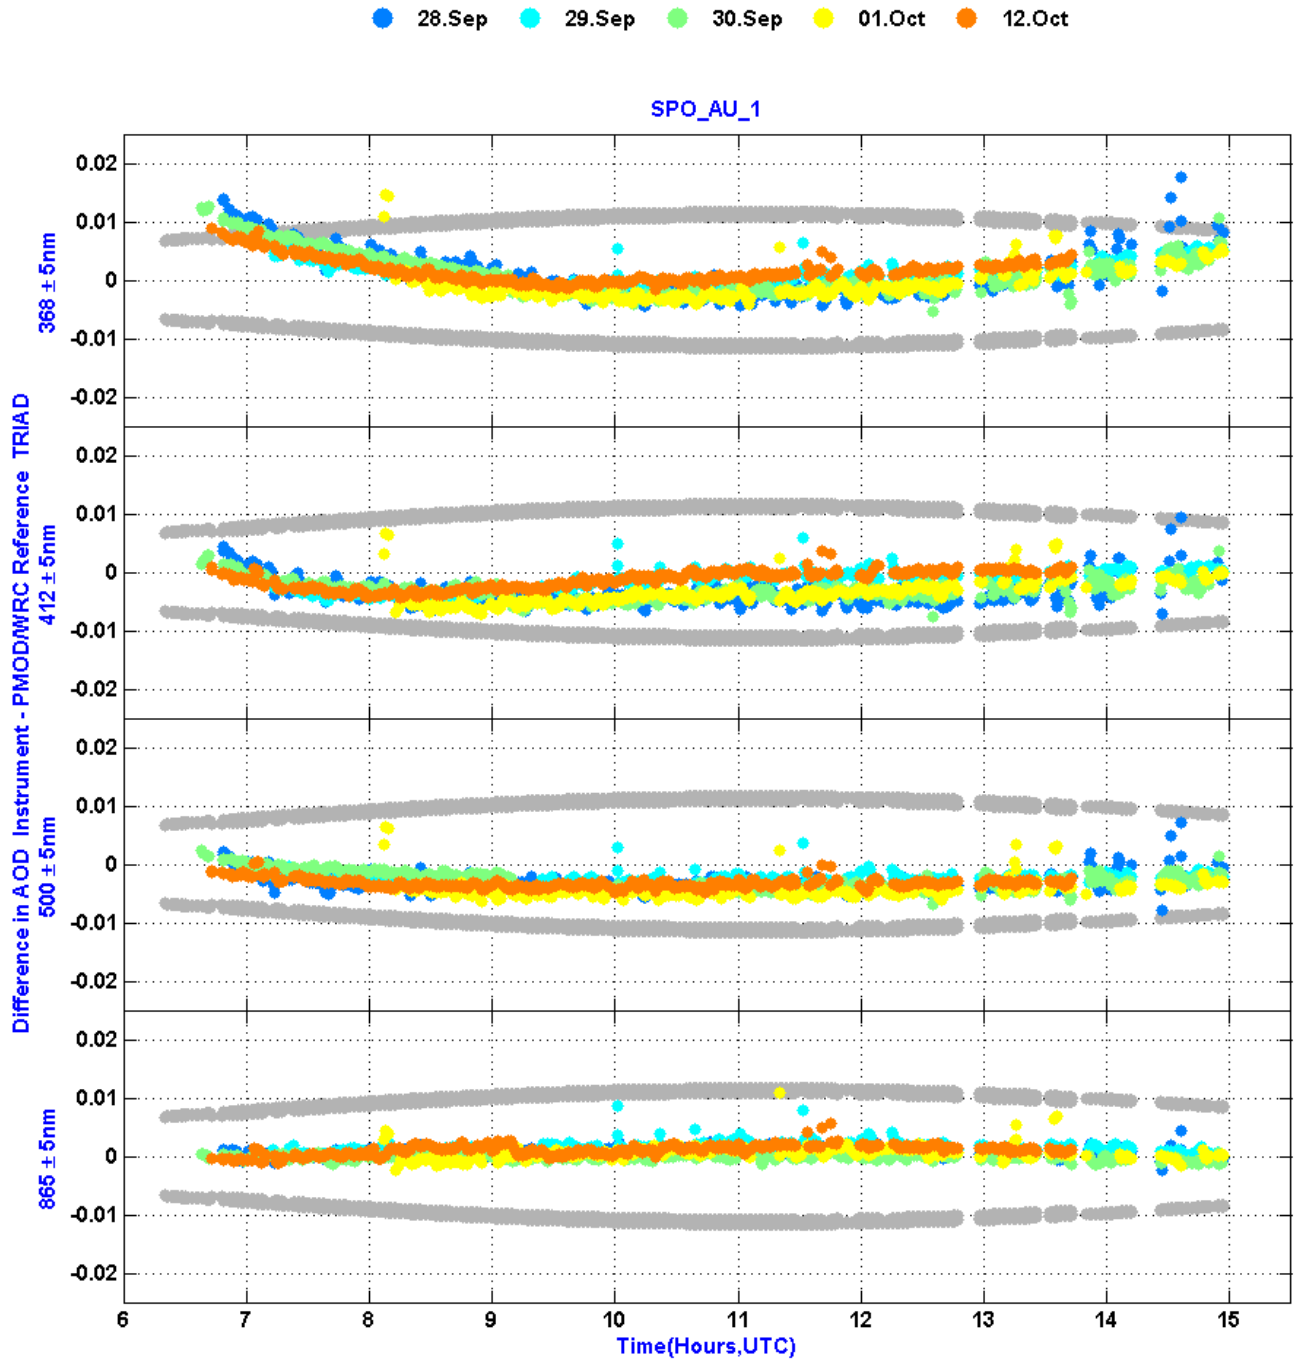 28.Sep 29.Sep 30.Sep 01.Oct 12.Oct
SPO_AU_1
Difference in AOD Instrument - PMOD/WRC Reference TRIAD
368 ± 5nm
0.02
0.01
0
-0.01
-0.02
412 ± 5nm
0.02
0.01
0
-0.01
-0.02
500 ± 5nm
0.02
0.01
0
-0.01
-0.02
865 ± 5nm
0.02
0.01
0
-0.01
-0.02
6 7 8 9 10 11 12 13 14 15
Time(Hours,UTC)